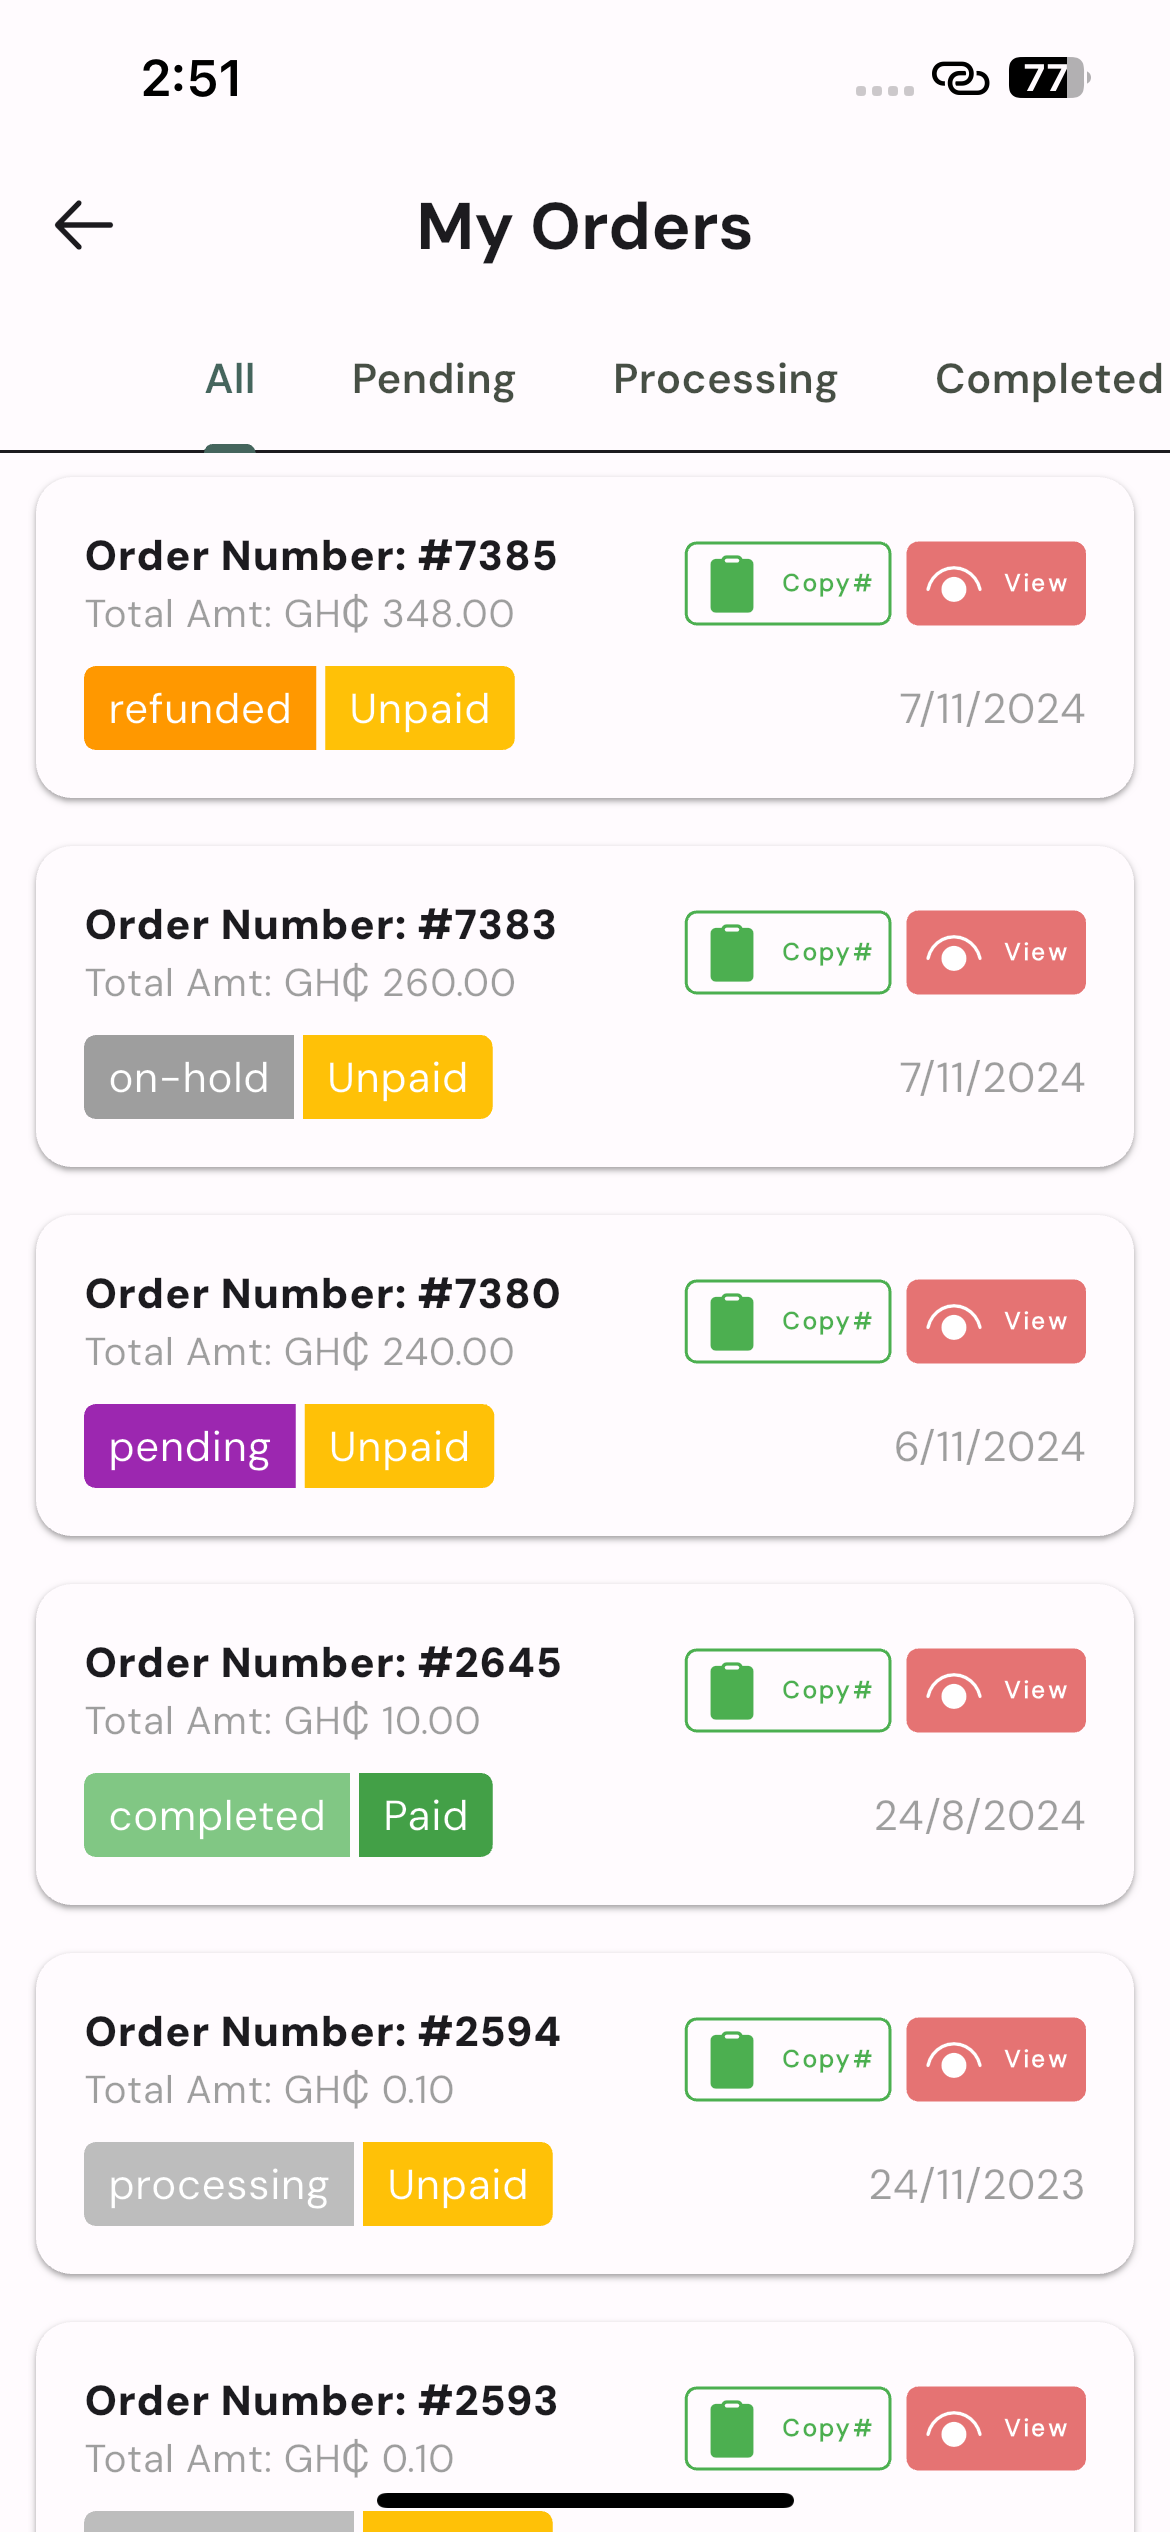 2:51
77
My Orders
All Pending Processing Completed
Order Number: #7385
Total Amt: GH₵ 348.00
Copy# View
refunded Unpaid 7/11/2024
Order Number: #7383
Total Amt: GH₵ 260.00
Copy# View
on-hold Unpaid 7/11/2024
Order Number: #7380
Total Amt: GH₵ 240.00
Copy# View
pending Unpaid 6/11/2024
Order Number: #2645
Total Amt: GH₵ 10.00
Copy# View
completed Paid 24/8/2024
Order Number: #2594
Total Amt: GH₵ 0.10
Copy# View
processing Unpaid 24/11/2023
Order Number: #2593
Total Amt: GH₵ 0.10
Copy# View